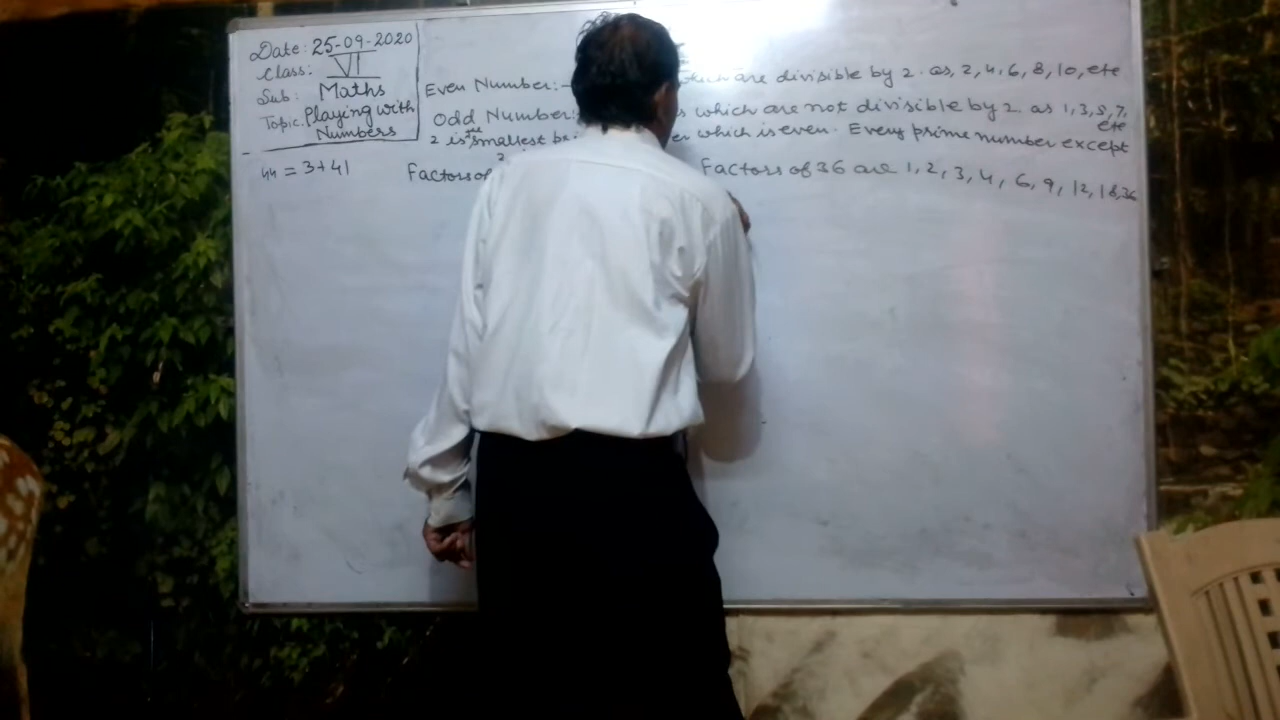 Date: 25-09-2020
Class: VI
Sub: Maths
Topic: Playing with
Numbers
Even Number:- which are divisible by 2. as, 2, 4, 6, 8, 10, etc
Odd Number: which are not divisible by 2. as 1, 3, 5, 7,
etc
2 is the smallest which is even. Every prime number except
2
44 = 3+41 Factors of Factors of 36 are 1, 2, 3, 4, 6, 9, 12, 18, 36